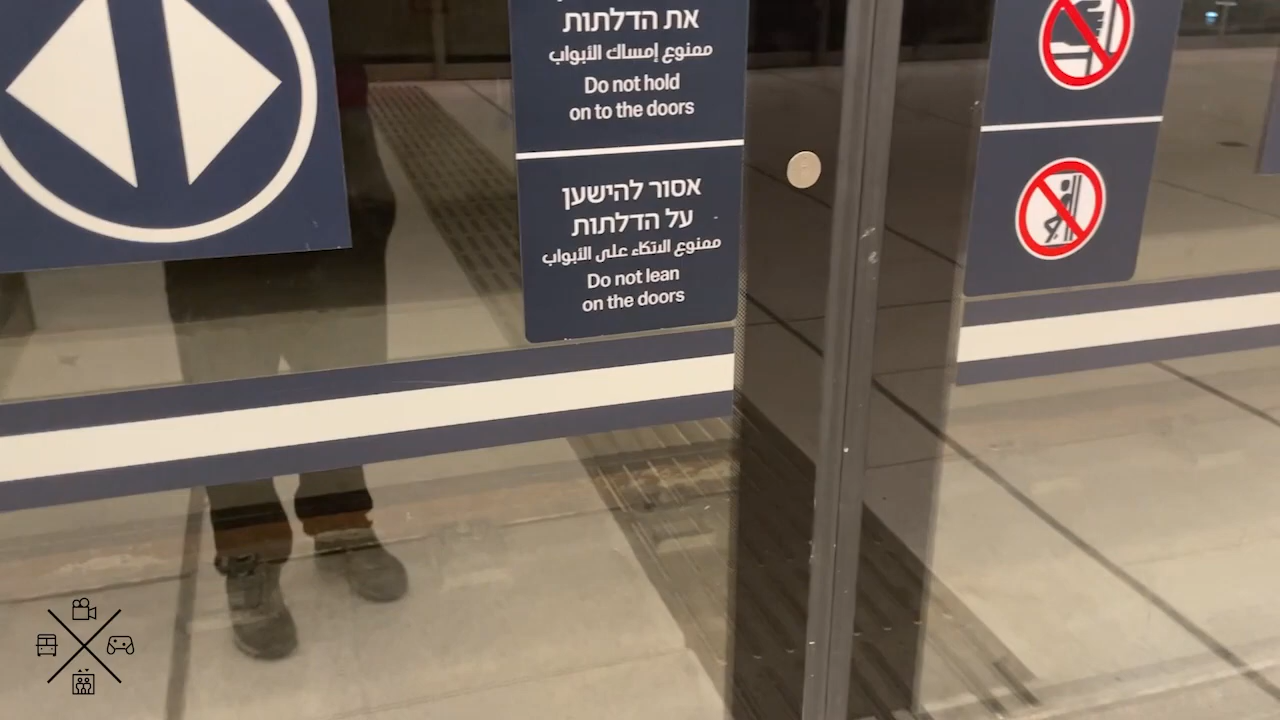 את הדלתות
ممنوع إمساك الأبواب
Do not hold
on to the doors
אסור להישען
על הדלתות
ممنوع الاتكاء على الأبواب
Do not lean
on the doors